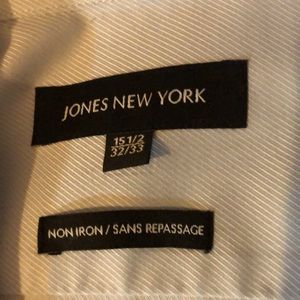 JONES NEW YORK
15 1/2
32/33
NON IRON / SANS REPASSAGE